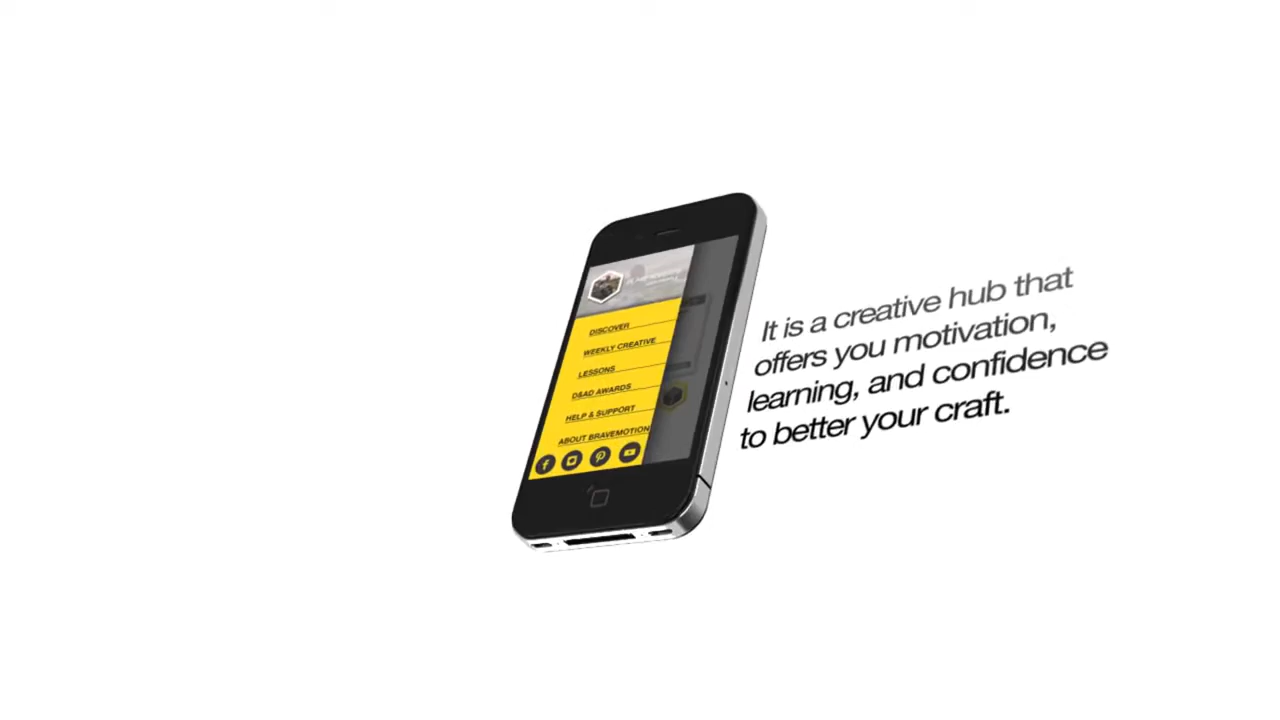 DISCOVER
WEEKLY CREATIVE
LESSONS
D&AD AWARDS
HELP & SUPPORT
ABOUT BRAVEMOTION
It is a creative hub that
offers you motivation,
learning, and confidence
to better your craft.